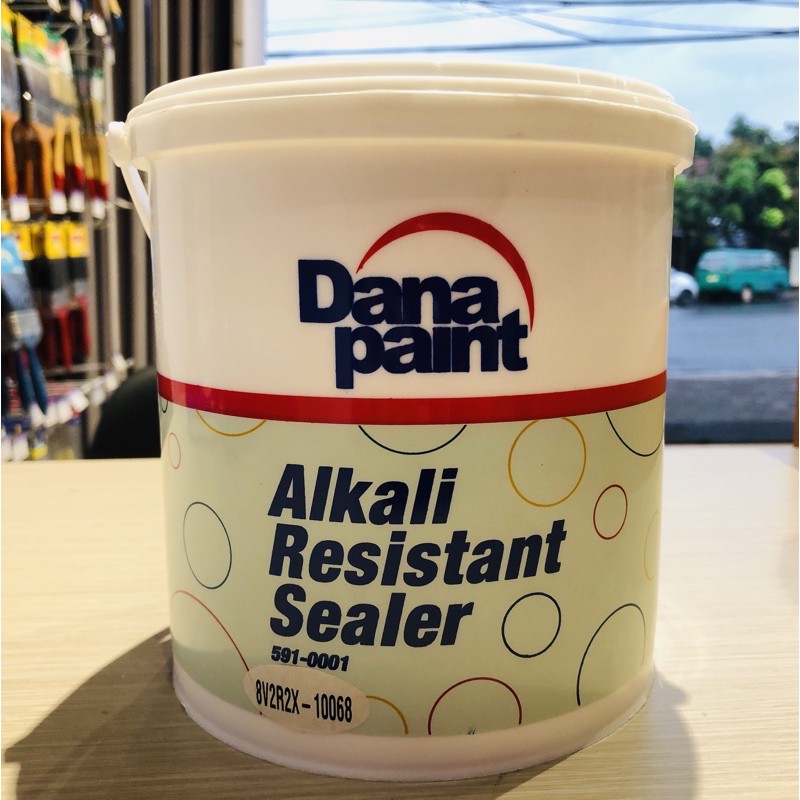 Dana
paint
Alkali
Resistant
Sealer
591-0001
8V2R2X-10068